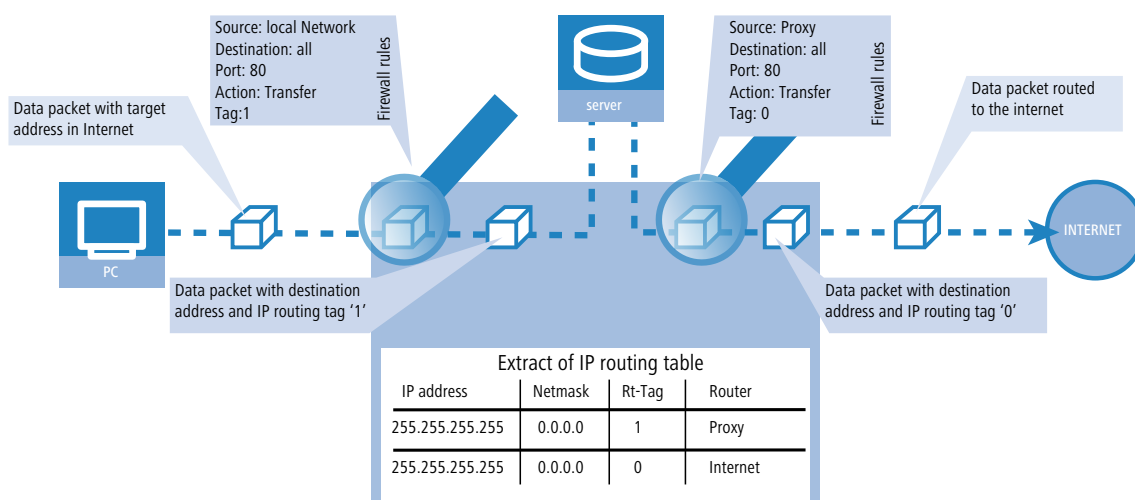 Source: local Network
Destination: all
Port: 80
Action: Transfer
Tag:1
Firewall rules
server
Source: Proxy
Destination: all
Port: 80
Action: Transfer
Tag: 0
Firewall rules
Data packet with target
address in Internet
Data packet routed
to the internet
PC
INTERNET
Data packet with destination
address and IP routing tag ‘1’
Data packet with destination
address and IP routing tag ‘0’
Extract of IP routing table
IP address Netmask Rt-Tag Router
255.255.255.255 0.0.0.0 1 Proxy
255.255.255.255 0.0.0.0 0 Internet